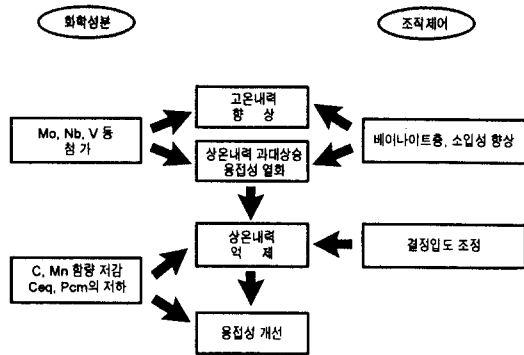 화학성분
조직제어
고온내력
향 상
Mo, Nb, V 등
첨 가
베이나이트층, 소입성 향상
상온내력 과대상승
용접성 열화
상온내력
억 제
결정입도 조정
C, Mn 함량 저감
Ceq, Pcm의 저하
용접성 개선